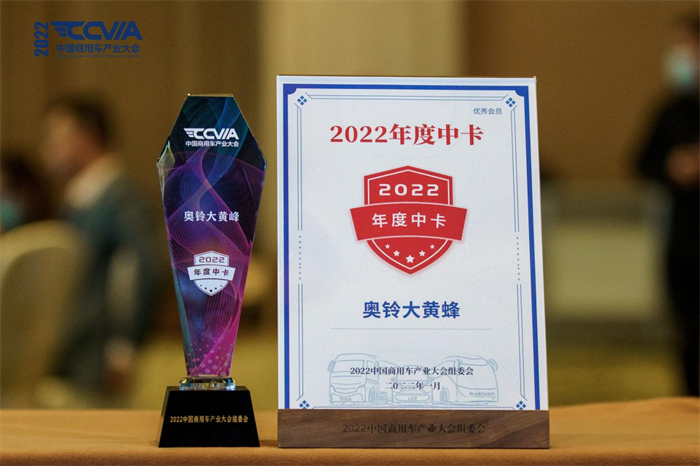 2022
CCVIA
中国商用车产业大会
CCVIA
中国商用车产业大会
奥铃大黄峰
2022
年度中卡
2022中国商用车产业大会组委会
优秀会员
2022年度中卡
2022
年度中卡
奥铃大黄蜂
2022中国商用车产业大会组委会
二〇二二年一月
2022中国商用车产业大会组委会